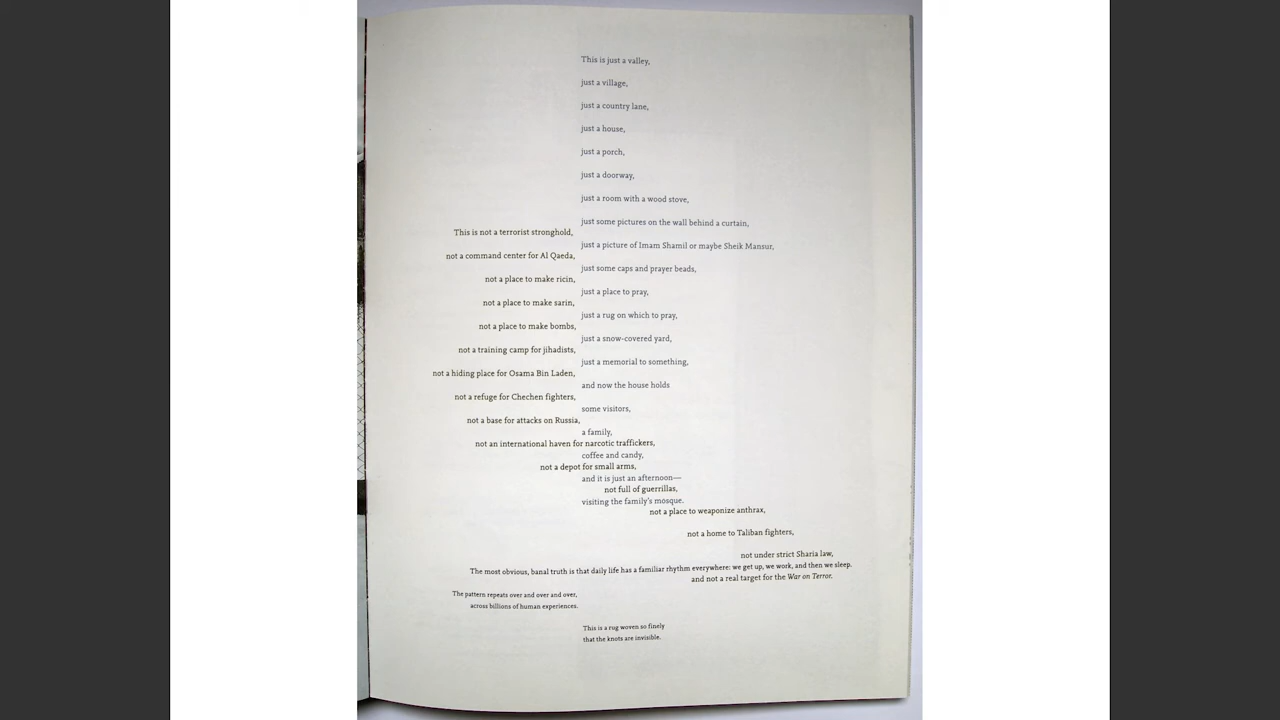 This is just a valley,
just a village,
just a country lane,
just a house,
just a porch,
just a doorway,
just a room with a wood stove,
just some pictures on the wall behind a curtain,
This is not a terrorist stronghold,
just a picture of Imam Shamil or maybe Sheik Mansur,
not a command center for Al Qaeda,
just some caps and prayer beads,
not a place to make ricin,
just a place to pray,
not a place to make sarin,
just a rug on which to pray,
not a place to make bombs,
just a snow-covered yard,
not a training camp for jihadists,
just a memorial to something,
not a hiding place for Osama Bin Laden,
and now the house holds
not a refuge for Chechen fighters,
some visitors,
not a base for attacks on Russia,
a family,
not an international haven for narcotic traffickers,
coffee and candy,
not a depot for small arms,
and it is just an afternoon—
not full of guerrillas,
visiting the family's mosque.
not a place to weaponize anthrax,
not a home to Taliban fighters,
not under strict Sharia law,
The most obvious, banal truth is that daily life has a familiar rhythm everywhere: we get up, we work, and then we sleep.
and not a real target for the War on Terror.
The pattern repeats over and over and over,
across billions of human experiences.
This is a rug woven so finely
that the knots are invisible.